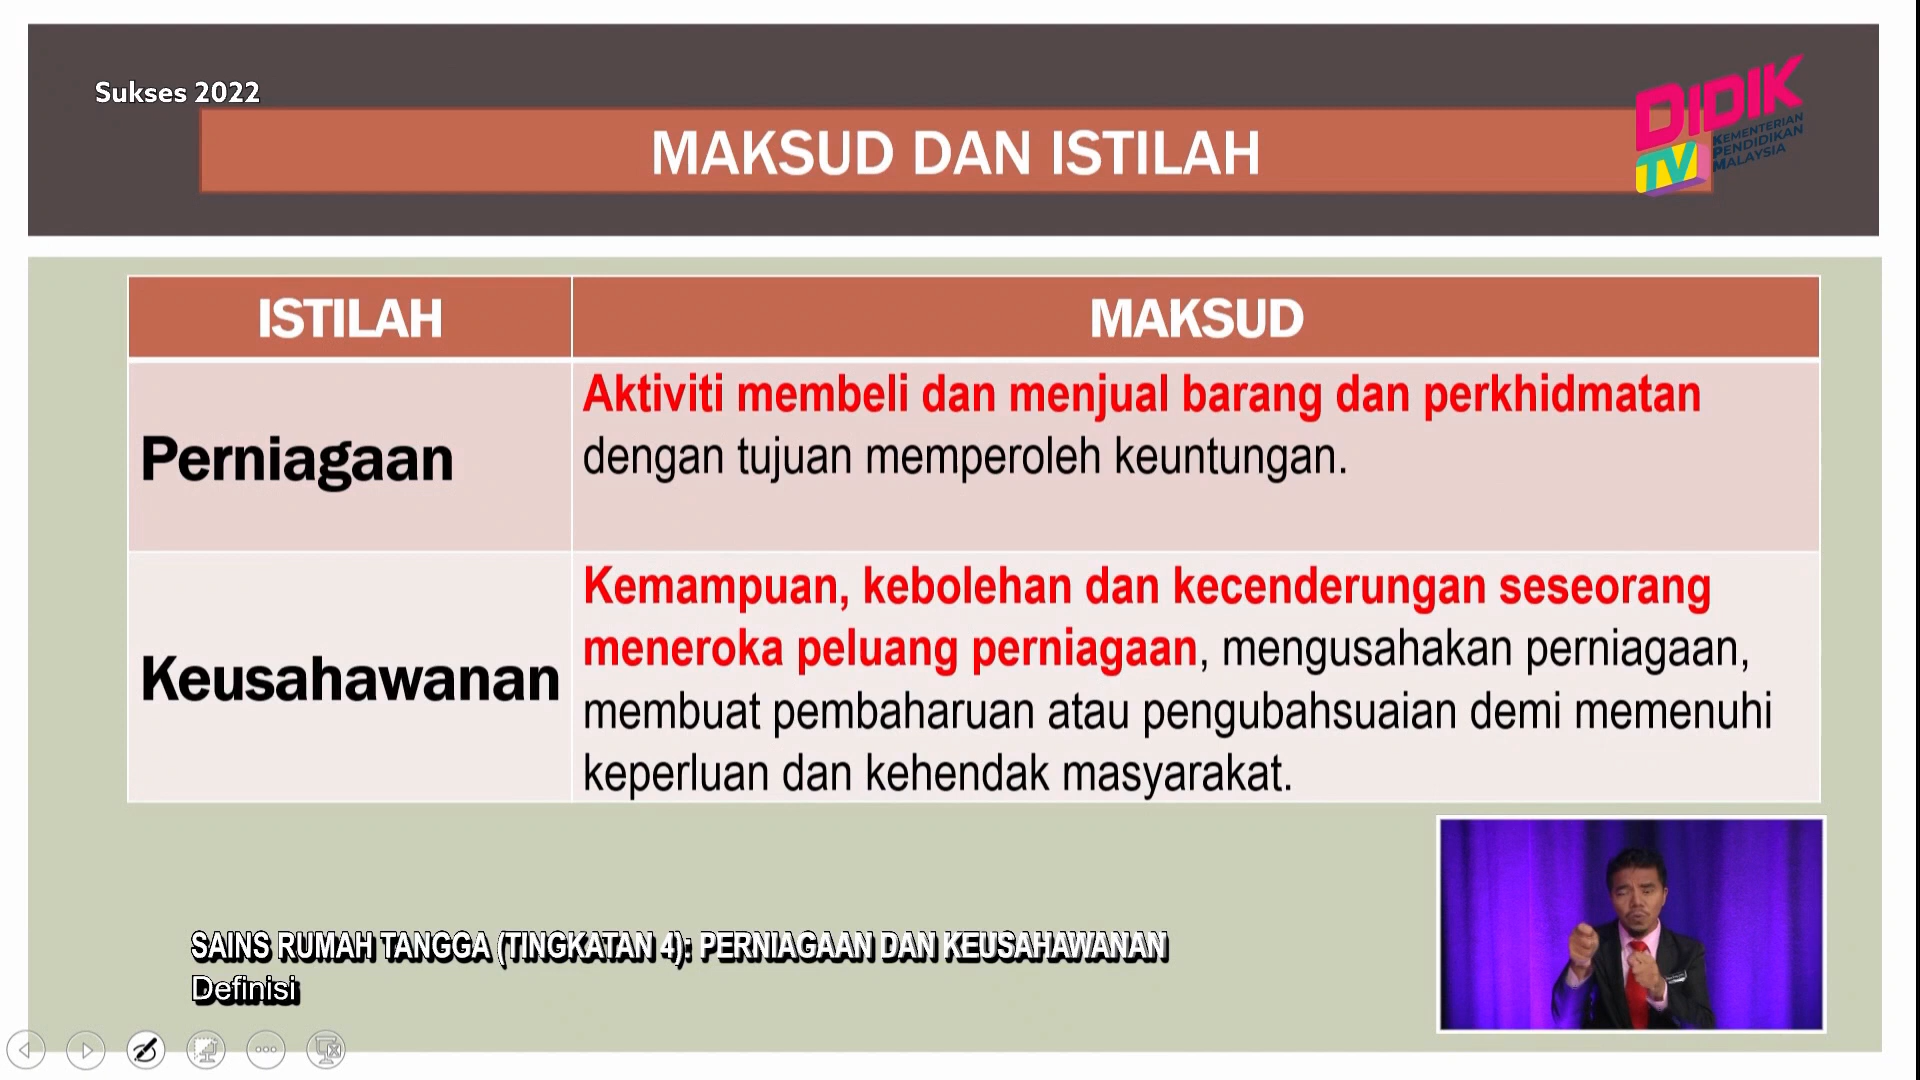 Sukses 2022
DIDIK
TV
KEMENTERIAN
PENDIDIKAN
MALAYSIA
MAKSUD DAN ISTILAH
ISTILAH
MAKSUD
Perniagaan
Aktiviti membeli dan menjual barang dan perkhidmatan
dengan tujuan memperoleh keuntungan.
Keusahawanan
Kemampuan, kebolehan dan kecenderungan seseorang
meneroka peluang perniagaan, mengusahakan perniagaan,
membuat pembaharuan atau pengubahsuaian demi memenuhi
keperluan dan kehendak masyarakat.
SAINS RUMAH TANGGA (TINGKATAN 4): PERNIAGAAN DAN KEUSAHAWANAN
Definisi